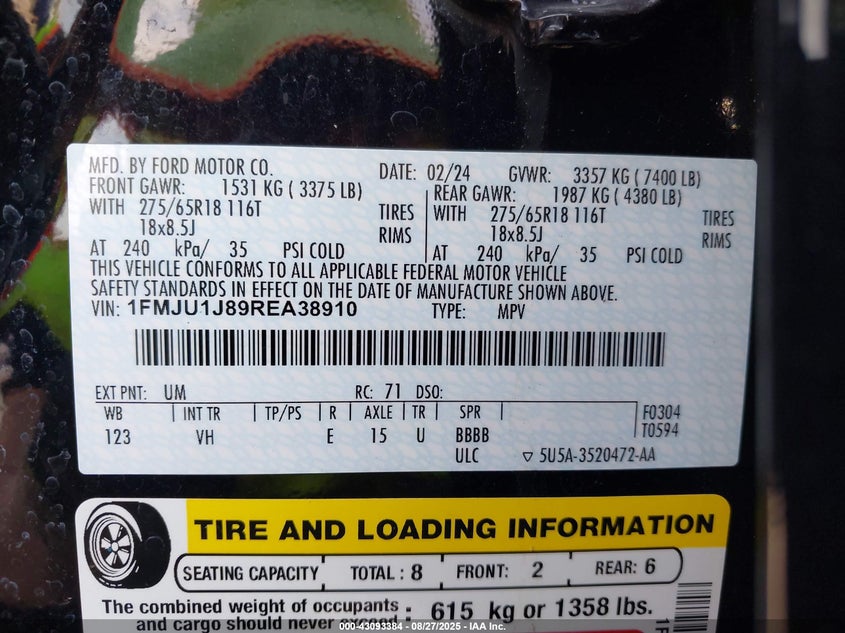 MFD. BY FORD MOTOR CO. DATE: 02/24 GVWR: 3357 KG ( 7400 LB)
FRONT GAWR: 1531 KG ( 3375 LB) REAR GAWR: 1987 KG ( 4380 LB)
WITH 275/65R18 116T TIRES WITH 275/65R18 116T TIRES
18x8.5J RIMS 18x8.5J RIMS
AT 240 kPa/ 35 PSI COLD AT 240 kPa/ 35 PSI COLD
THIS VEHICLE CONFORMS TO ALL APPLICABLE FEDERAL MOTOR VEHICLE
SAFETY STANDARDS IN EFFECT ON THE DATE OF MANUFACTURE SHOWN ABOVE.
VIN: 1FMJU1J89REA38910 TYPE: MPV
EXT PNT: UM RC: 71 DSO:
WB INT TR TP/PS R AXLE TR SPR F0304
123 VH E 15 U BBBB T0594
ULC ▽ 5U5A-3520472-AA
TIRE AND LOADING INFORMATION
SEATING CAPACITY TOTAL : 8 FRONT: 2 REAR: 6
The combined weight of occupants : 615 kg or 1358 lbs.
and cargo should never
000-43093384 - 08/27/2025 - IAA Inc.